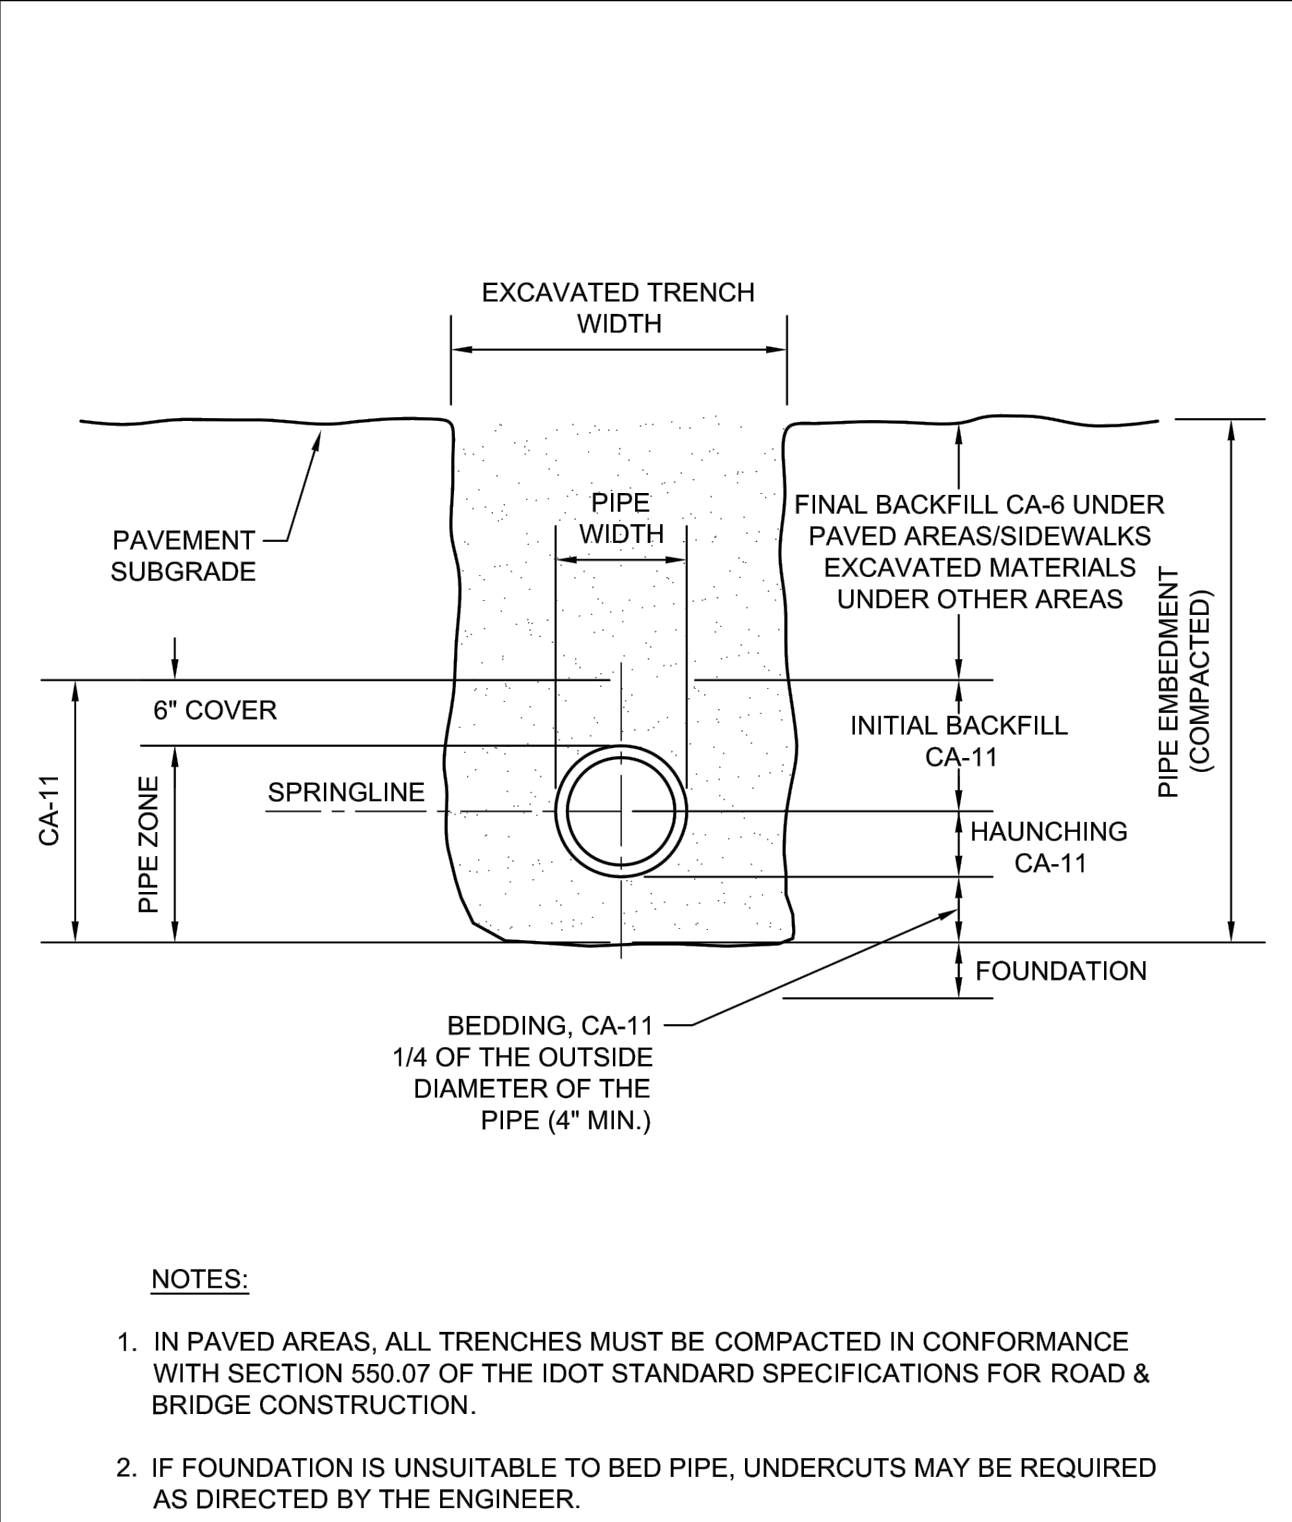 EXCAVATED TRENCH
WIDTH
PIPE
WIDTH
FINAL BACKFILL CA-6 UNDER
PAVED AREAS/SIDEWALKS
EXCAVATED MATERIALS
UNDER OTHER AREAS
PAVEMENT
SUBGRADE
PIPE EMBEDMENT
(COMPACTED)
6" COVER
INITIAL BACKFILL
CA-11
SPRINGLINE
CA-11
PIPE ZONE
HAUNCHING
CA-11
FOUNDATION
BEDDING, CA-11
1/4 OF THE OUTSIDE
DIAMETER OF THE
PIPE (4" MIN.)
NOTES:
1. IN PAVED AREAS, ALL TRENCHES MUST BE COMPACTED IN CONFORMANCE
WITH SECTION 550.07 OF THE IDOT STANDARD SPECIFICATIONS FOR ROAD &
BRIDGE CONSTRUCTION.
2. IF FOUNDATION IS UNSUITABLE TO BED PIPE, UNDERCUTS MAY BE REQUIRED
AS DIRECTED BY THE ENGINEER.